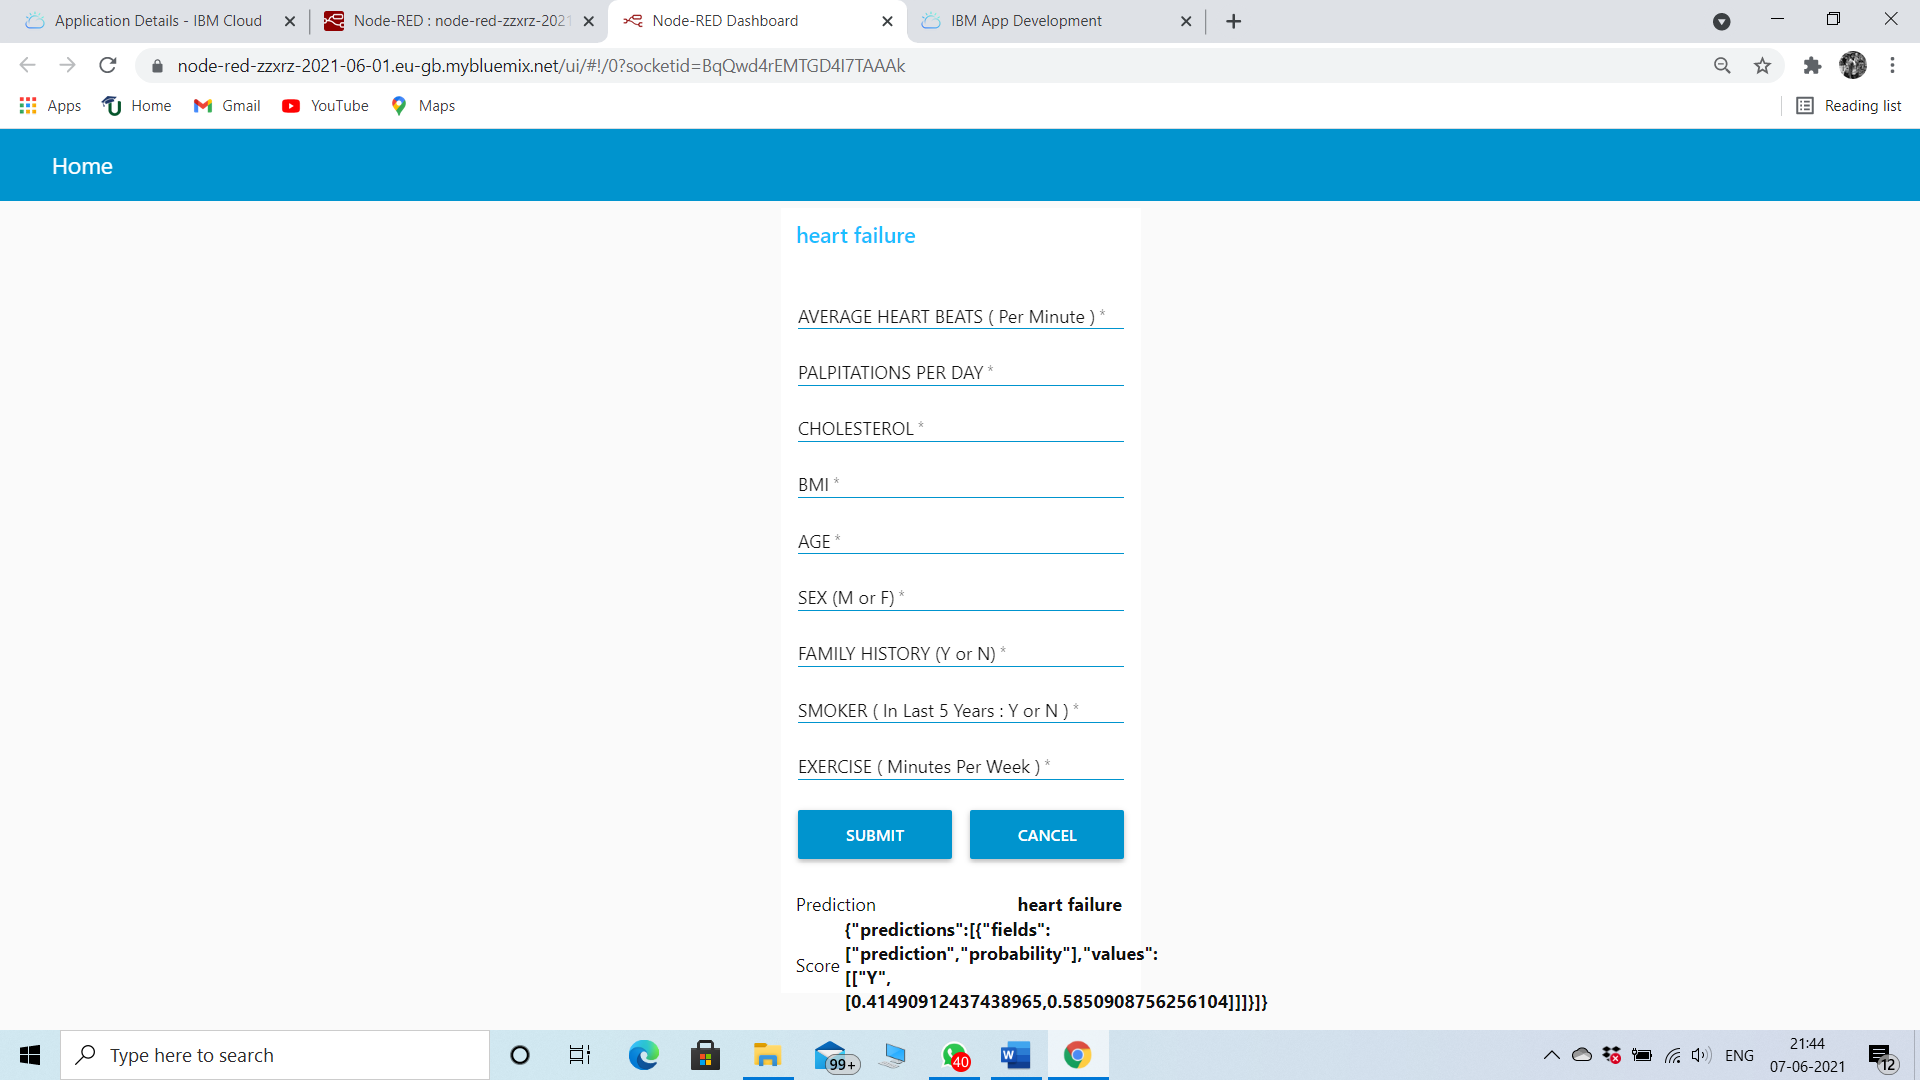 Application Details - IBM Cloud
Node-RED : node-red-zzxrz-2021
Node-RED Dashboard
IBM App Development
node-red-zzxrz-2021-06-01.eu-gb.mybluemix.net/ui/#!/0?socketid=BqQwd4rEMTGD4I7TAAAk
Apps Home Gmail YouTube Maps Reading list
Home
heart failure
AVERAGE HEART BEATS ( Per Minute ) *
PALPITATIONS PER DAY *
CHOLESTEROL *
BMI *
AGE *
SEX (M or F) *
FAMILY HISTORY (Y or N) *
SMOKER ( In Last 5 Years : Y or N ) *
EXERCISE ( Minutes Per Week ) *
SUBMIT CANCEL
Prediction heart failure
Score
{"predictions":[{"fields":
["prediction","probability"],"values":
[["Y",
[0.41490912437438965,0.5850908756256104]]]}]}
Type here to search
99+
40
W
ENG
21:44
07-06-2021
12